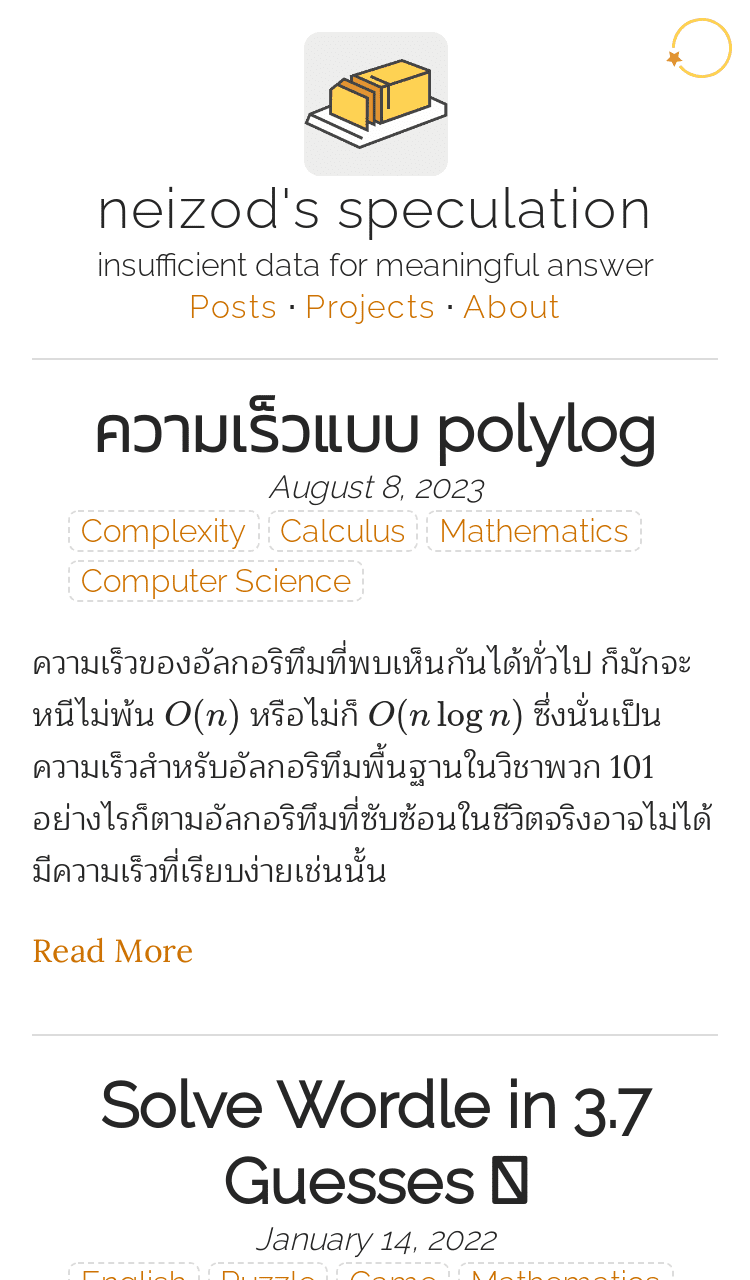 neizod's speculation
insufficient data for meaningful answer
Posts · Projects · About
ความเร็วแบบ polylog
August 8, 2023
Complexity Calculus Mathematics
Computer Science
ความเร็วของอัลกอริทึมที่พบเห็นกันได้ทั่วไป ก็มักจะ
หนีไม่พ้น O(n) หรือไม่ก็ O(n log n) ซึ่งนั่นเป็น
ความเร็วสำหรับอัลกอริทึมพื้นฐานในวิชาพวก 101
อย่างไรก็ตามอัลกอริทึมที่ซับซ้อนในชีวิตจริงอาจไม่ได้
มีความเร็วที่เรียบง่ายเช่นนั้น
Read More
Solve Wordle in 3.7
Guesses
January 14, 2022
English Puzzle Game Mathematics